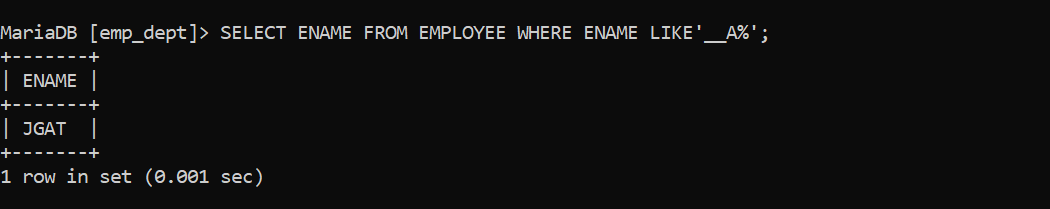 MariaDB [emp_dept]> SELECT ENAME FROM EMPLOYEE WHERE ENAME LIKE'__A%';
+-------+
| ENAME |
+-------+
| JGAT  |
+-------+
1 row in set (0.001 sec)